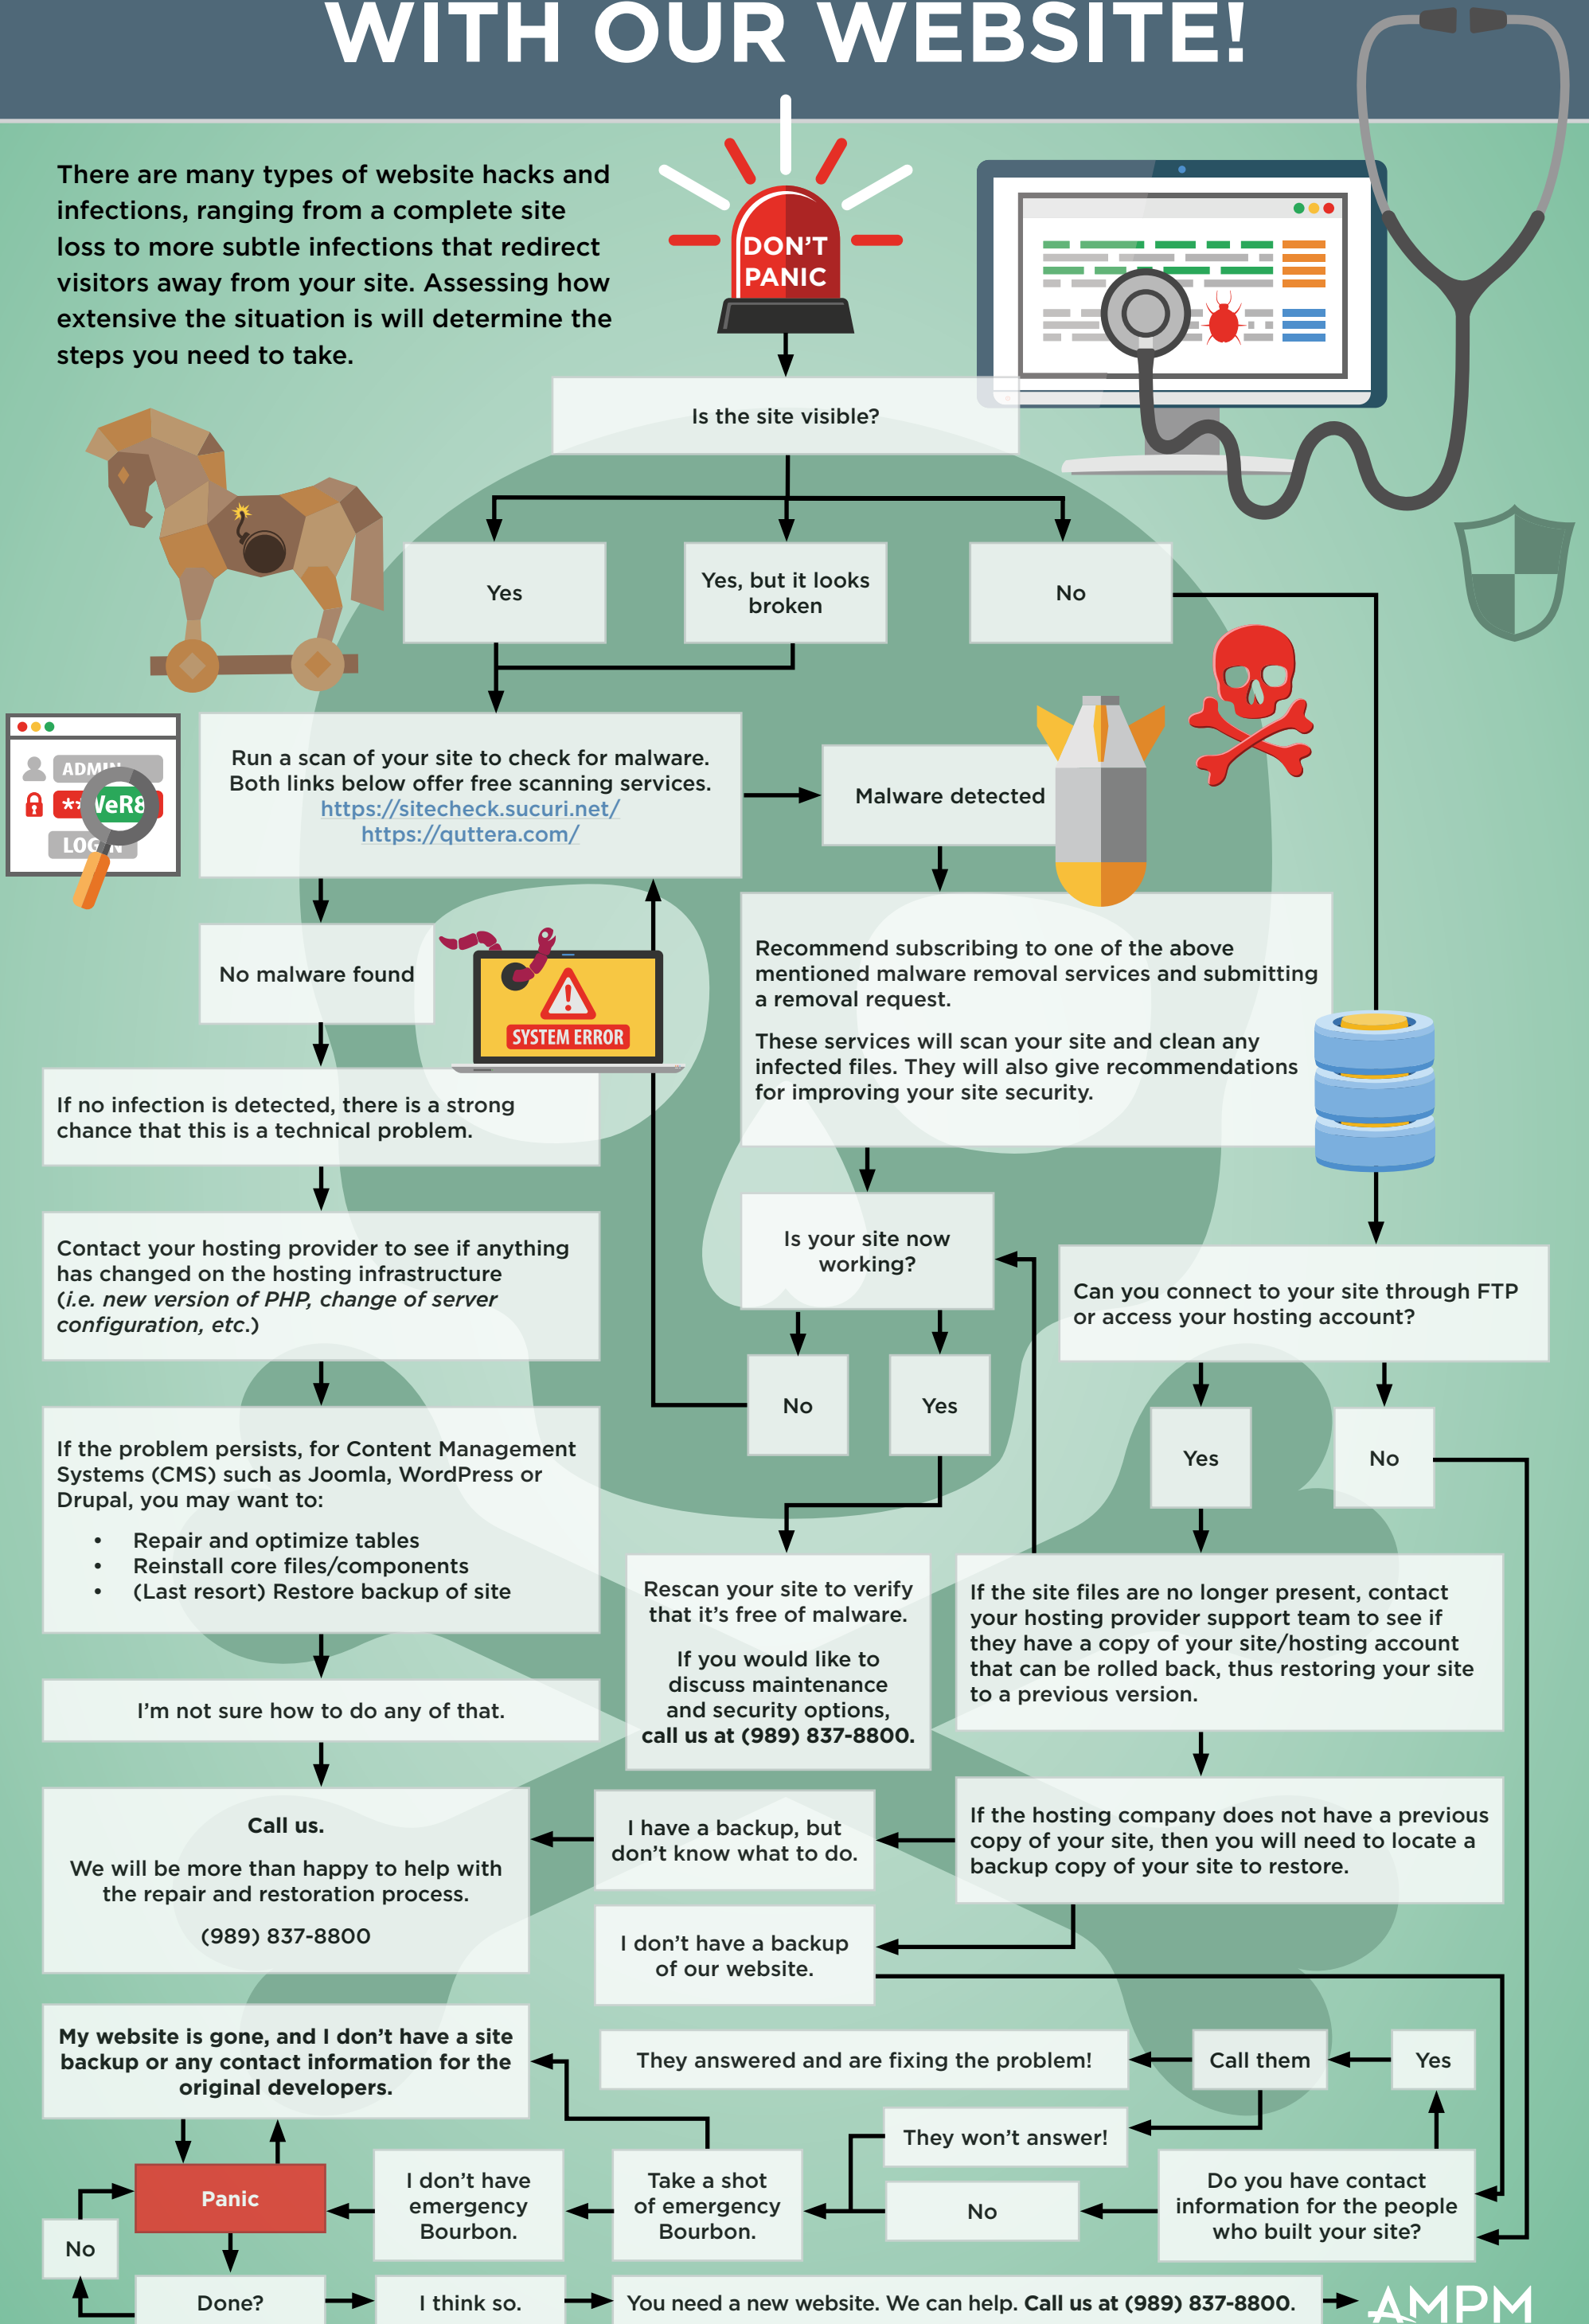 WITH OUR WEBSITE!
There are many types of website hacks and
infections, ranging from a complete site
loss to more subtle infections that redirect
visitors away from your site. Assessing how
extensive the situation is will determine the
steps you need to take.
DON'T
PANIC
Is the site visible?
Yes
Yes, but it looks
broken
No
Run a scan of your site to check for malware.
Both links below offer free scanning services.
https://sitecheck.sucuri.net/
https://quttera.com/
Malware detected
** VeR8
No malware found
SYSTEM ERROR
Recommend subscribing to one of the above
mentioned malware removal services and submitting
a removal request.
These services will scan your site and clean any
infected files. They will also give recommendations
for improving your site security.
If no infection is detected, there is a strong
chance that this is a technical problem.
Contact your hosting provider to see if anything
has changed on the hosting infrastructure
(i.e. new version of PHP, change of server
configuration, etc.)
Is your site now
working?
Can you connect to your site through FTP
or access your hosting account?
No
Yes
Yes
No
If the problem persists, for Content Management
Systems (CMS) such as Joomla, WordPress or
Drupal, you may want to:
• Repair and optimize tables
• Reinstall core files/components
• (Last resort) Restore backup of site
Rescan your site to verify
that it's free of malware.
If you would like to
discuss maintenance
and security options,
call us at (989) 837-8800.
If the site files are no longer present, contact
your hosting provider support team to see if
they have a copy of your site/hosting account
that can be rolled back, thus restoring your site
to a previous version.
I'm not sure how to do any of that.
Call us.
We will be more than happy to help with
the repair and restoration process.
(989) 837-8800
I have a backup, but
don't know what to do.
If the hosting company does not have a previous
copy of your site, then you will need to locate a
backup copy of your site to restore.
I don't have a backup
of our website.
My website is gone, and I don't have a site
backup or any contact information for the
original developers.
They answered and are fixing the problem!
Call them
Yes
They won't answer!
Panic
I don't have
emergency
Bourbon.
Take a shot
of emergency
Bourbon.
No
Do you have contact
information for the people
who built your site?
No
Done?
I think so.
You need a new website. We can help. Call us at (989) 837-8800.
AMPM